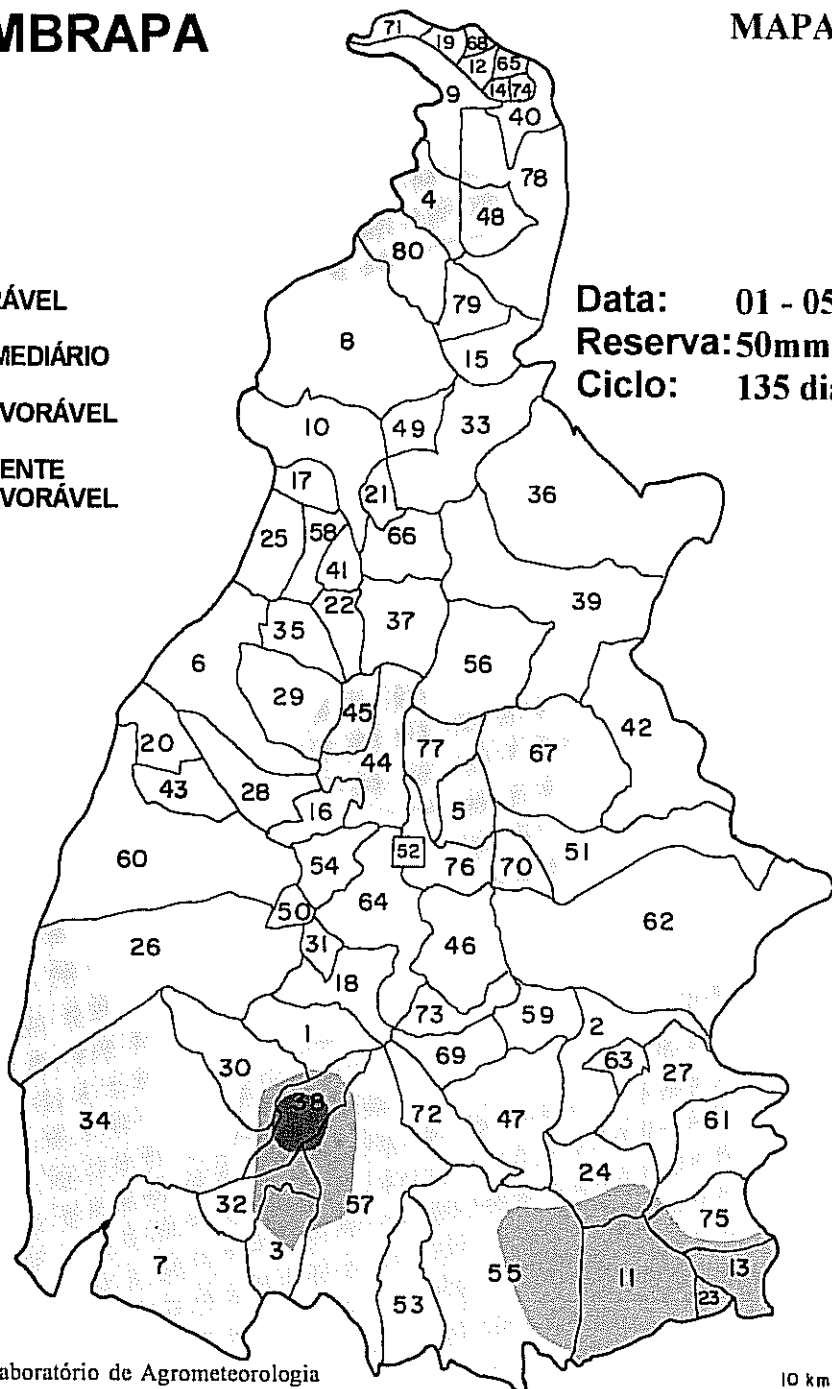 MBRAPA
MAPA
RÁVEL
MEDIÁRIO
VORÁVEL
ENTE
VORÁVEL
Data: 01 - 05
Reserva: 50mm
Ciclo: 135 dia
71 19 68
12 65
9 14 74
40
78
4 48
80
79
8 15
10 49 33
17 21 36
25 58 66
41
22 37 39
35
6 56
29 45 42
20 77 67
44
43 28 5
16
52 51
60 54 76 70
64
50 62
26 31 46
18
73 59
1 2
69 63
30 27
38
34 72 47 61
24
32 57 75
3
7 55 11 13
53 23
aboratório de Agrometeorologia
10 km